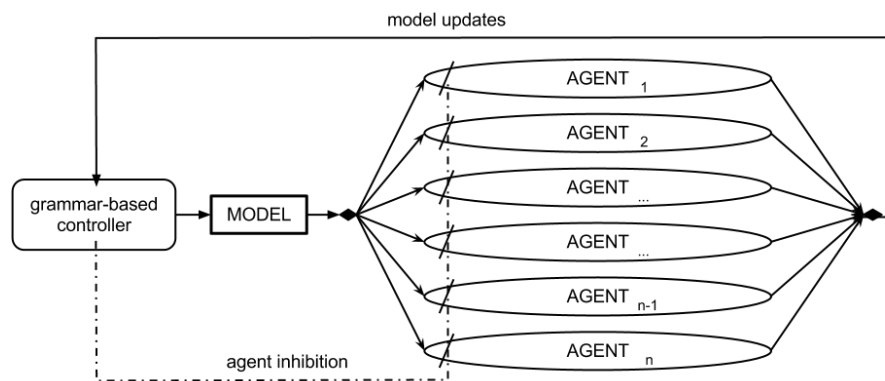 model updates
AGENT 1
AGENT 2
grammar-based
controller
MODEL
AGENT ...
AGENT ...
AGENT n-1
agent inhibition
AGENT n